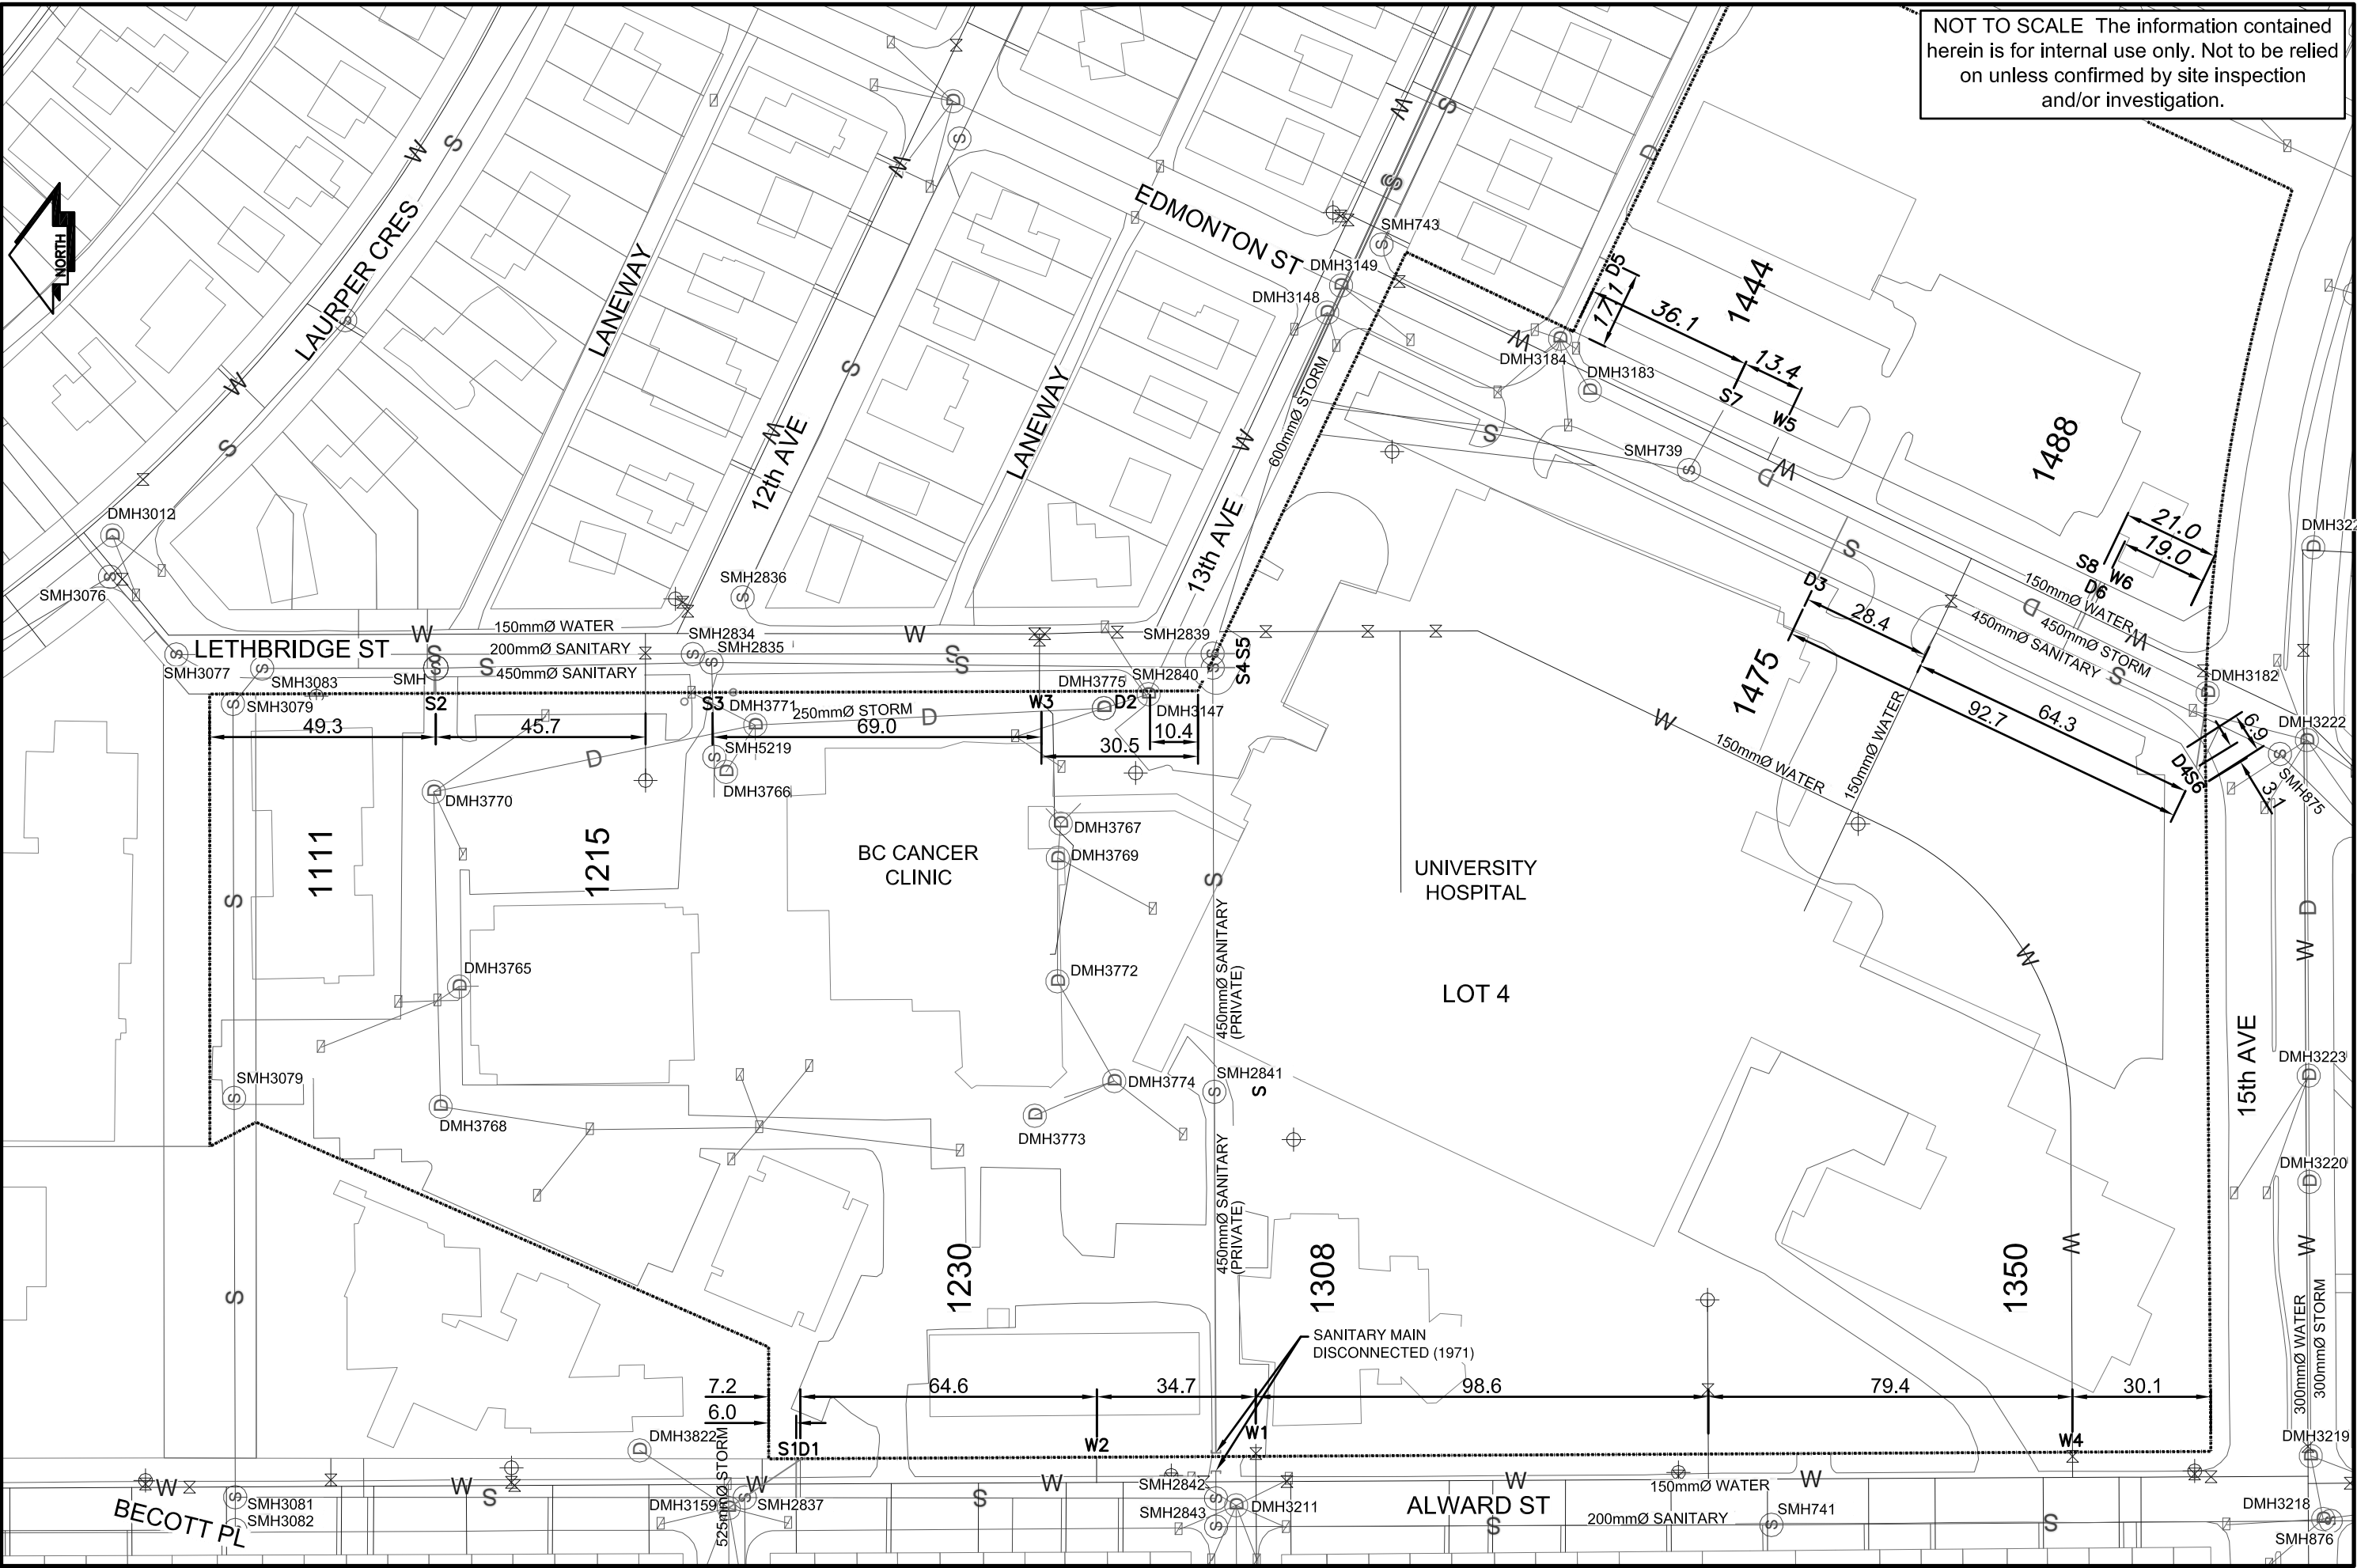 NOT TO SCALE The information contained
herein is for internal use only. Not to be relied
on unless confirmed by site inspection
and/or investigation.
NORTH
LAURPER CRES
W
S
W
S
LANEWAY
12th AVE
W
S
W
LANEWAY
EDMONTON ST
13th AVE
W
W
S
S
D
SMH743
DMH3149
DMH3148
600mmØ STORM
D5
17.1
36.1
13.4
1444
S7
W5
W
DMH3184
DMH3183
SMH739
S
D
W
1488
21.0
19.0
S8 W6
D6
DMH322
DMH3012
SMH3076
SMH3077
LETHBRIDGE ST
SMH3083
SMH3079
SMH
S2
W
150mmØ WATER
200mmØ SANITARY
450mmØ SANITARY
S
SMH2836
SMH2834
SMH2835
W
S
S
SMH2839
SMH2840
S4 S5
DMH3775
DMH3147
S3
DMH3771
250mmØ STORM
D
W3
D2
49.3
45.7
69.0
30.5
10.4
SMH5219
DMH3766
D
DMH3770
D3
28.4
1475
92.7
64.3
S
D
150mmØ WATER
W
450mmØ STORM
450mmØ SANITARY
S
DMH3182
DMH3222
6.9
3.7
D4S6
SMH875
W
150mmØ WATER
150mmØ WATER
1111
1215
BC CANCER
CLINIC
DMH3767
DMH3769
UNIVERSITY
HOSPITAL
LOT 4
S
S
450mmØ SANITARY
(PRIVATE)
DMH3765
DMH3772
W
D
W
SMH3079
DMH3768
DMH3774
DMH3773
SMH2841
S
15th AVE
DMH3223
DMH3220
450mmØ SANITARY
(PRIVATE)
S
1230
1308
1350
W
W
300mmØ WATER
300mmØ STORM
SANITARY MAIN
DISCONNECTED (1971)
7.2
64.6
34.7
98.6
79.4
30.1
6.0
S1D1
W2
W1
W4
DMH3822
525mmØ STORM
DMH3219
W
W
S
W
S
W
BECOTT PL
SMH3081
SMH3082
DMH3159
SMH2837
SMH2842
SMH2843
DMH3211
ALWARD ST
W
S
150mmØ WATER
W
200mmØ SANITARY
SMH741
S
DMH3218
SMH876